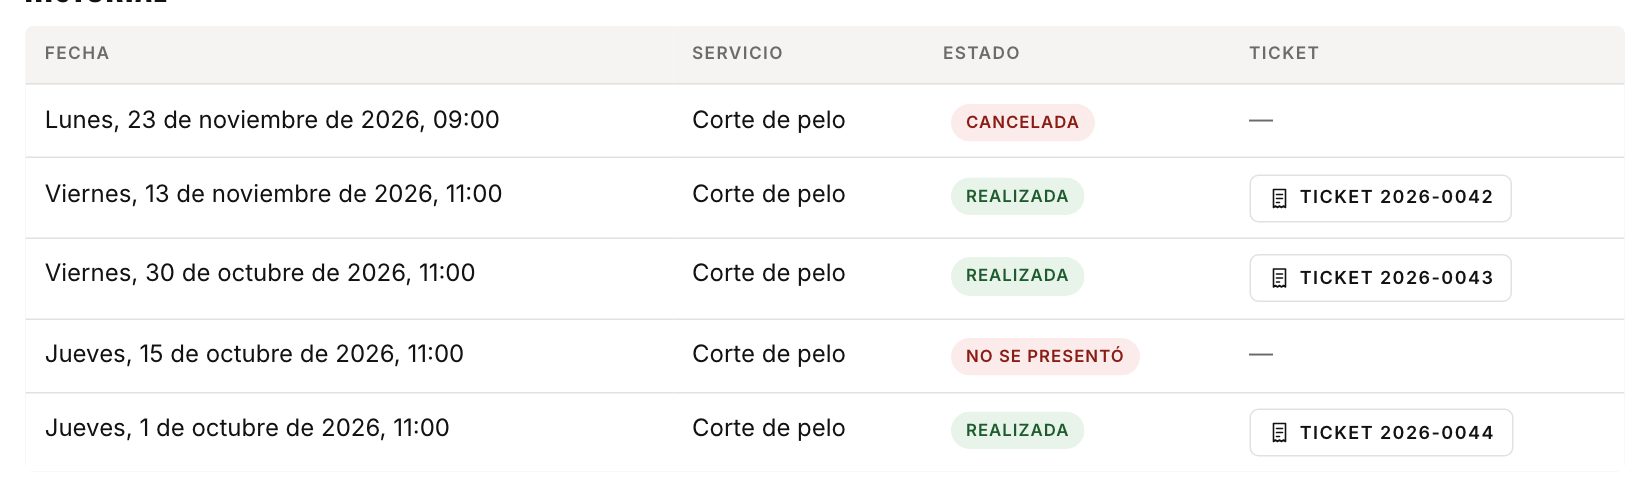 FECHA SERVICIO ESTADO TICKET
Lunes, 23 de noviembre de 2026, 09:00 Corte de pelo CANCELADA —
Viernes, 13 de noviembre de 2026, 11:00 Corte de pelo REALIZADA TICKET 2026-0042
Viernes, 30 de octubre de 2026, 11:00 Corte de pelo REALIZADA TICKET 2026-0043
Jueves, 15 de octubre de 2026, 11:00 Corte de pelo NO SE PRESENTÓ —
Jueves, 1 de octubre de 2026, 11:00 Corte de pelo REALIZADA TICKET 2026-0044